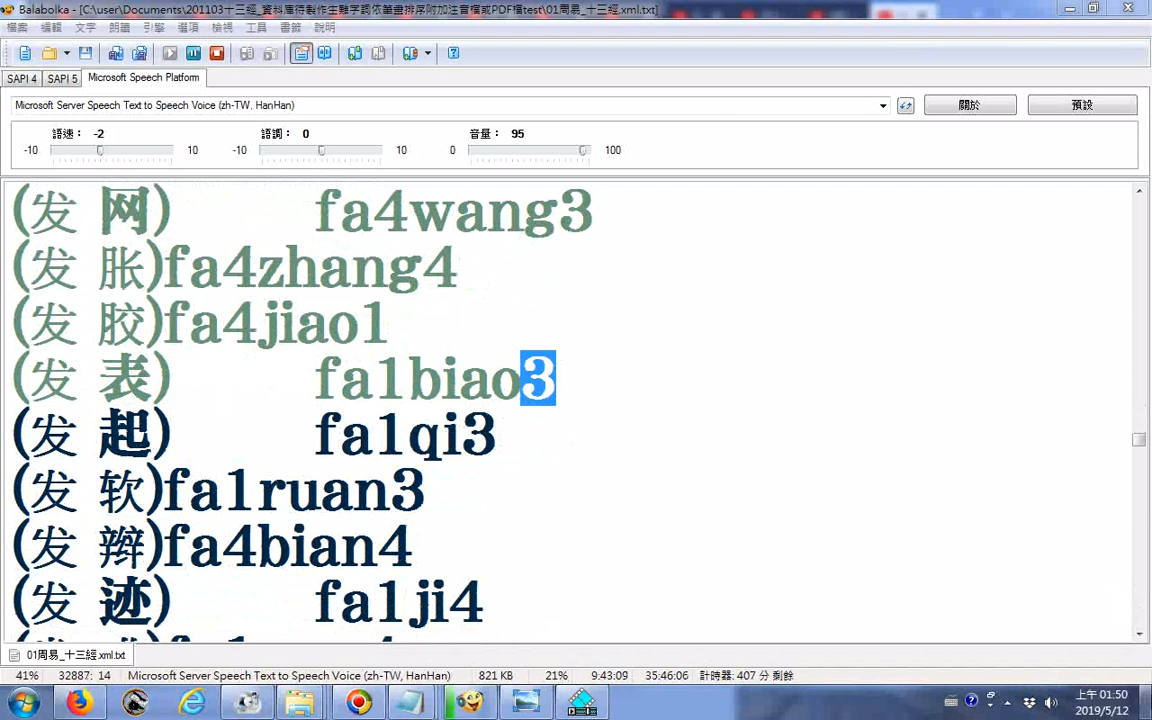 Balabolka - [C:\user\Documents\201103十三經_資料庫待製作生難字詞依筆畫排序附加注音檔或PDF檔test\01周易_十三經.xml.txt]
檔案 編輯 文字 朗誦 引擎 選項 檢視 工具 書籤 說明
SAPI 4 SAPI 5 Microsoft Speech Platform
Microsoft Server Speech Text to Speech Voice (zh-TW, HanHan) 關於 預設
語速： -2 語調： 0 音量： 95
-10 10 -10 10 0 100
(发 网) fa4wang3
(发 胀)fa4zhang4
(发 胶)fa4jiao1
(发 表) fa1biao3
(发 起) fa1qi3
(发 软)fa1ruan3
(发 辫)fa4bian4
(发 迹) fa1ji4
01周易_十三經.xml.txt
41% 32887: 14 Microsoft Server Speech Text to Speech Voice (zh-TW, HanHan) 821 KB 21% 9:43:09 35:46:06 計時器: 407 分 剩餘
上午 01:50
2019/5/12